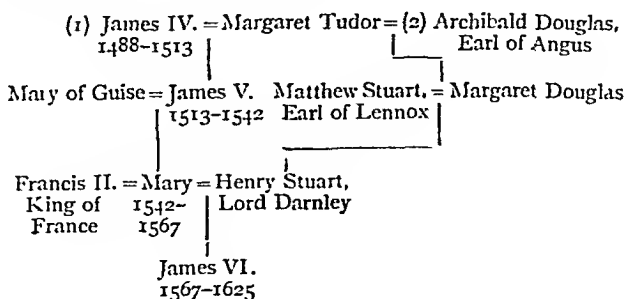 (1) James IV. = Margaret Tudor = (2) Archibald Douglas,
1488–1513 Earl of Angus
Mary of Guise = James V. Matthew Stuart, = Margaret Douglas
1513–1542 Earl of Lennox
Francis II. = Mary = Henry Stuart,
King of 1542– Lord Darnley
France 1567
James VI.
1567–1625